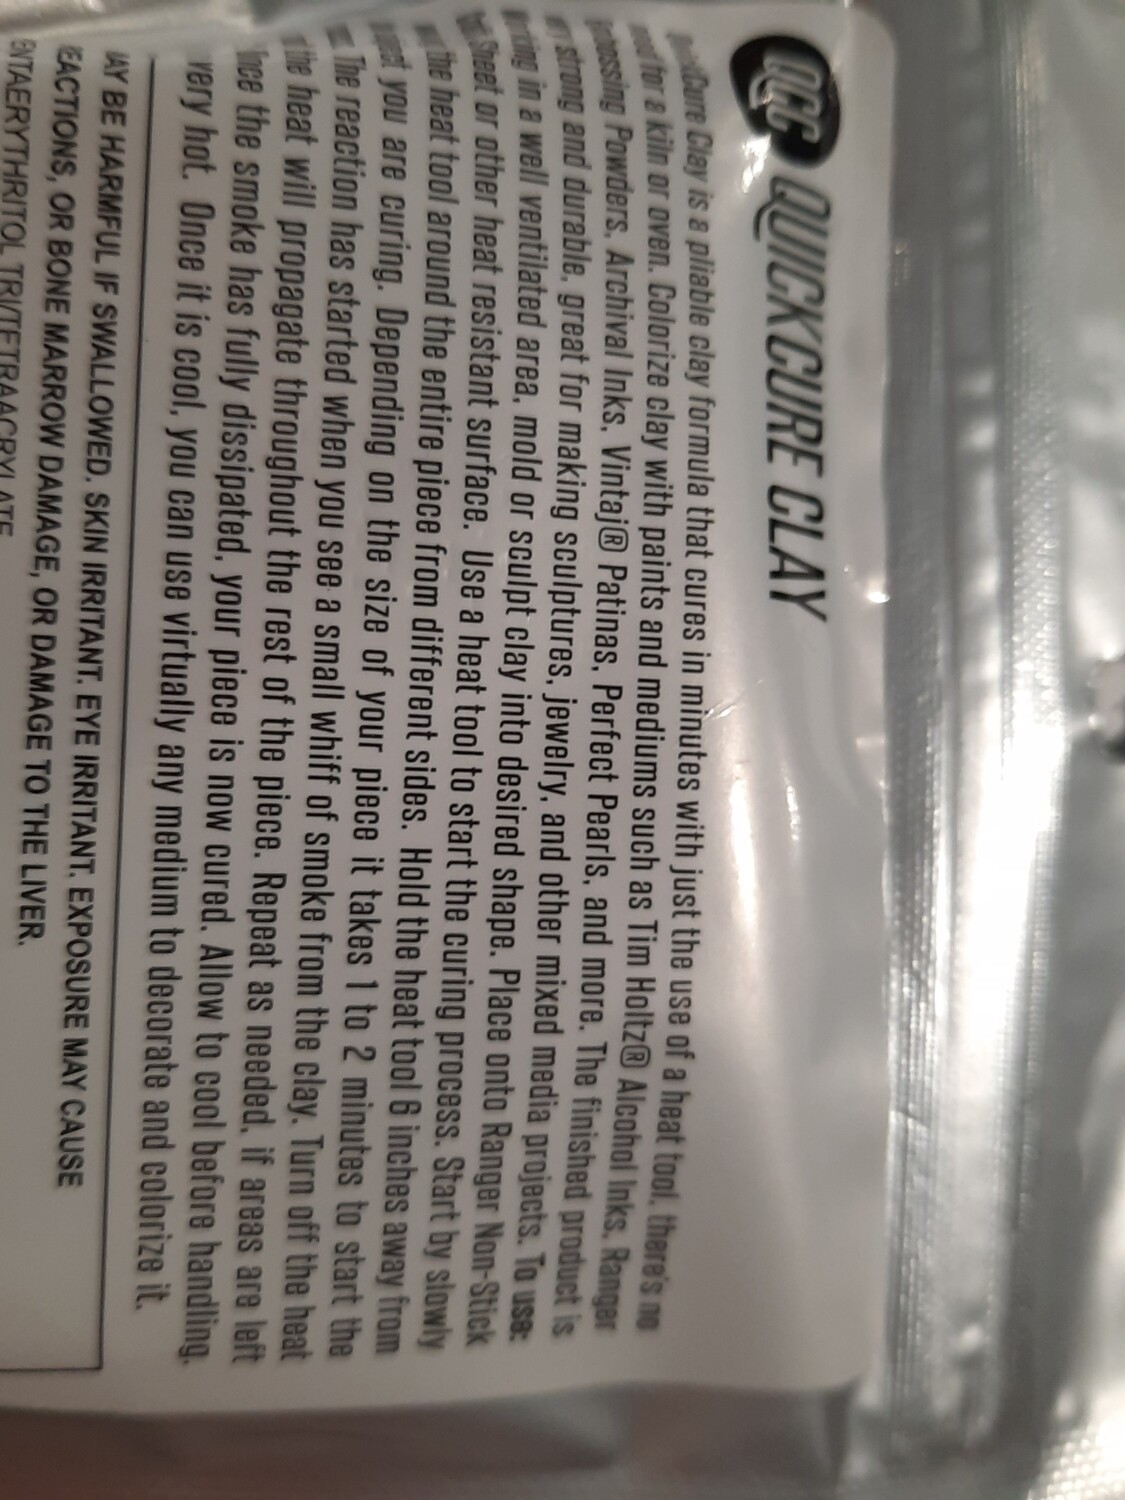 QCC QUICKCURE CLAY
Cure Clay is a pliable clay formula that cures in minutes with just the use of a heat tool, there's no
for a kiln or oven. Colorize clay with paints and mediums such as Tim Holtz® Alcohol Inks, Ranger
Embossing Powders, Archival Inks, Vintaj® Patinas, Perfect Pearls, and more. The finished product is
strong and durable, great for making sculptures, jewelry, and other mixed media projects. To use:
in a well ventilated area, mold or sculpt clay into desired shape. Place onto Ranger Non-Stick
Sheet or other heat resistant surface. Use a heat tool to start the curing process. Start by slowly
the heat tool around the entire piece from different sides. Hold the heat tool 6 inches away from
you are curing. Depending on the size of your piece it takes 1 to 2 minutes to start the
The reaction has started when you see a small whiff of smoke from the clay. Turn off the heat
the heat will propagate throughout the rest of the piece. Repeat as needed, if areas are left
nce the smoke has fully dissipated, your piece is now cured. Allow to cool before handling,
very hot. Once it is cool, you can use virtually any medium to decorate and colorize it.
AY BE HARMFUL IF SWALLOWED. SKIN IRRITANT. EYE IRRITANT. EXPOSURE MAY CAUSE
EACTIONS, OR BONE MARROW DAMAGE, OR DAMAGE TO THE LIVER.
ENTAERYTHRITOL TRI/TETRAACRYLATE